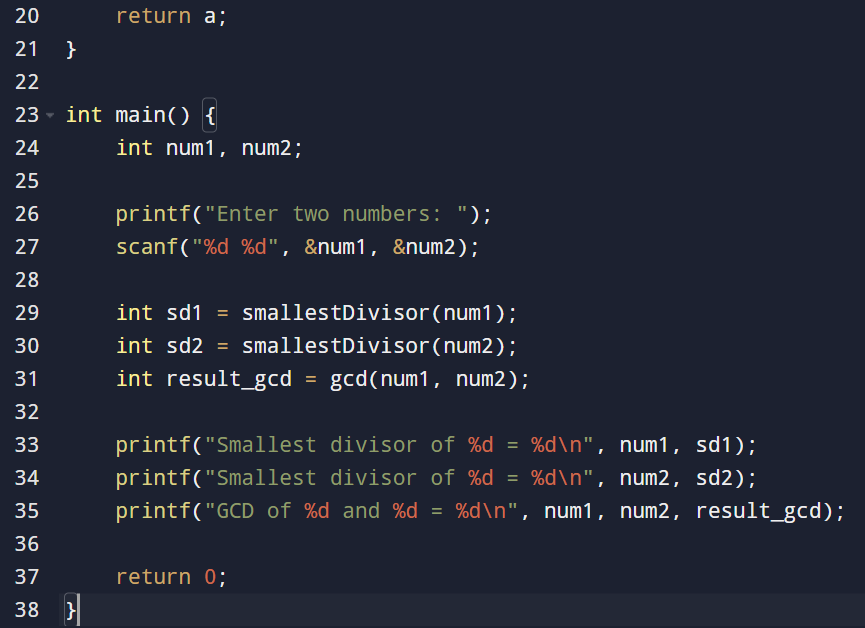 20 return a;
21 }
22
23 int main() {
24 int num1, num2;
25
26 printf("Enter two numbers: ");
27 scanf("%d %d", &num1, &num2);
28
29 int sd1 = smallestDivisor(num1);
30 int sd2 = smallestDivisor(num2);
31 int result_gcd = gcd(num1, num2);
32
33 printf("Smallest divisor of %d = %d\n", num1, sd1);
34 printf("Smallest divisor of %d = %d\n", num2, sd2);
35 printf("GCD of %d and %d = %d\n", num1, num2, result_gcd);
36
37 return 0;
38 }